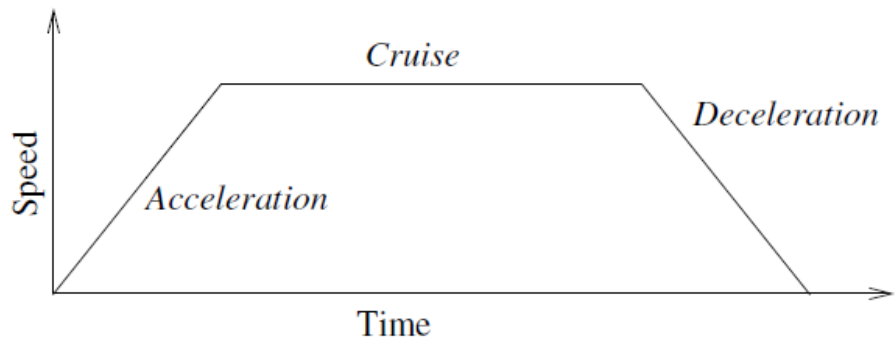 Cruise
Deceleration
Acceleration
Speed
Time